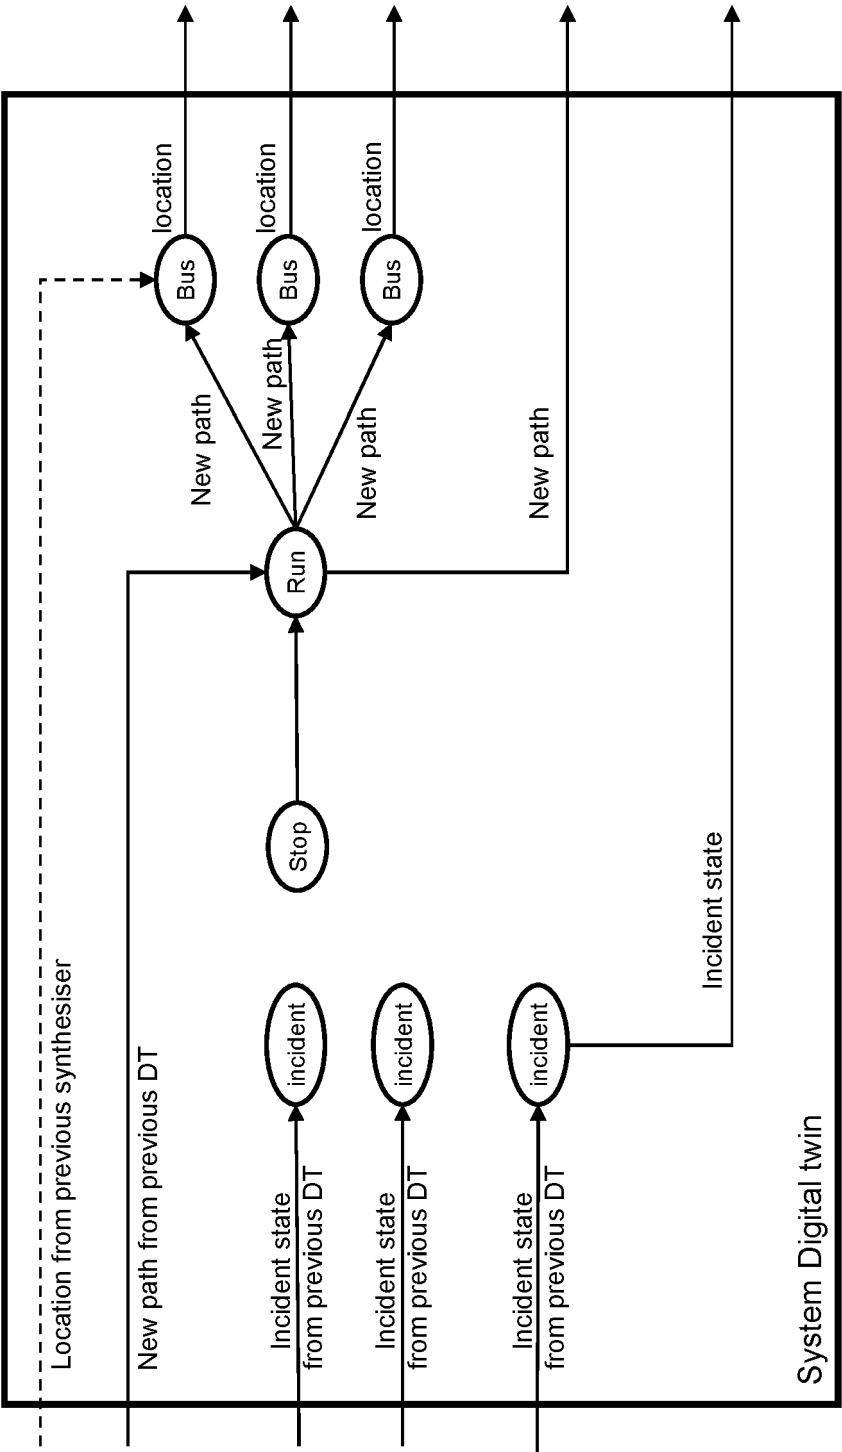 Location from previous synthesiser
New path from previous DT
Incident state
from previous DT
incident
Incident state
from previous DT
incident
Incident state
from previous DT
incident
Incident state
Stop
Run
New path
New path
New path
New path
Bus
location
Bus
location
Bus
location
System Digital twin